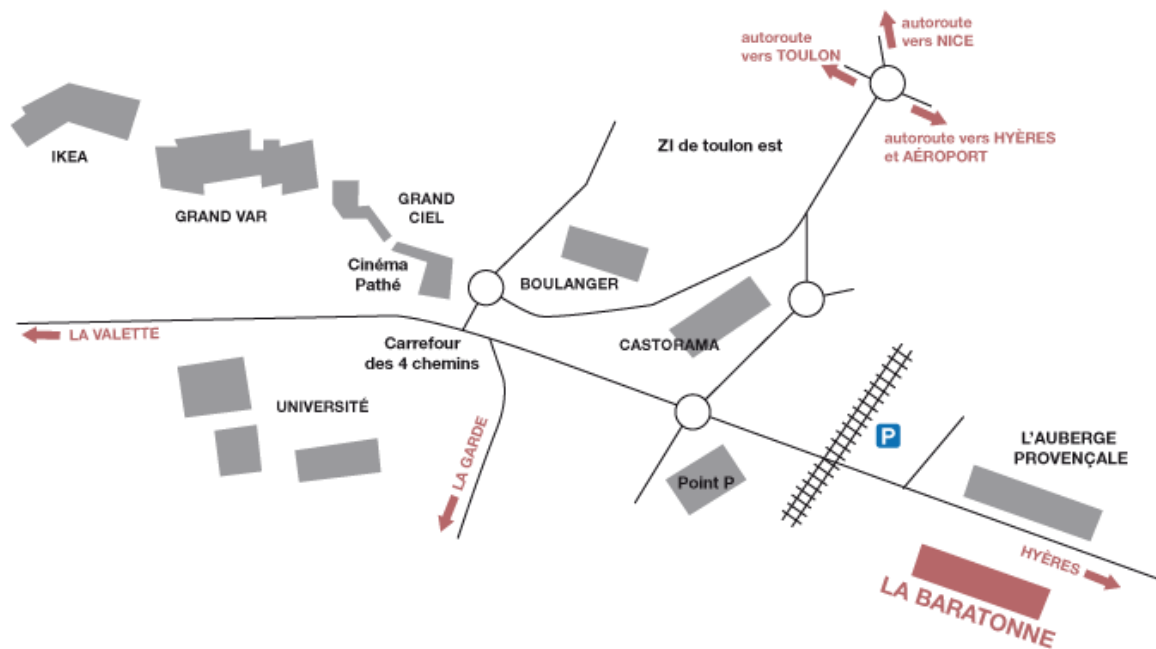 autoroute
vers TOULON
autoroute
vers NICE
autoroute vers HYÈRES
et AÉROPORT
ZI de toulon est
IKEA
GRAND VAR
GRAND
CIEL
Cinéma
Pathé
BOULANGER
LA VALETTE
Carrefour
des 4 chemins
CASTORAMA
UNIVERSITÉ
LA GARDE
Point P
P
L'AUBERGE
PROVENÇALE
HYÈRES
LA BARATONNE